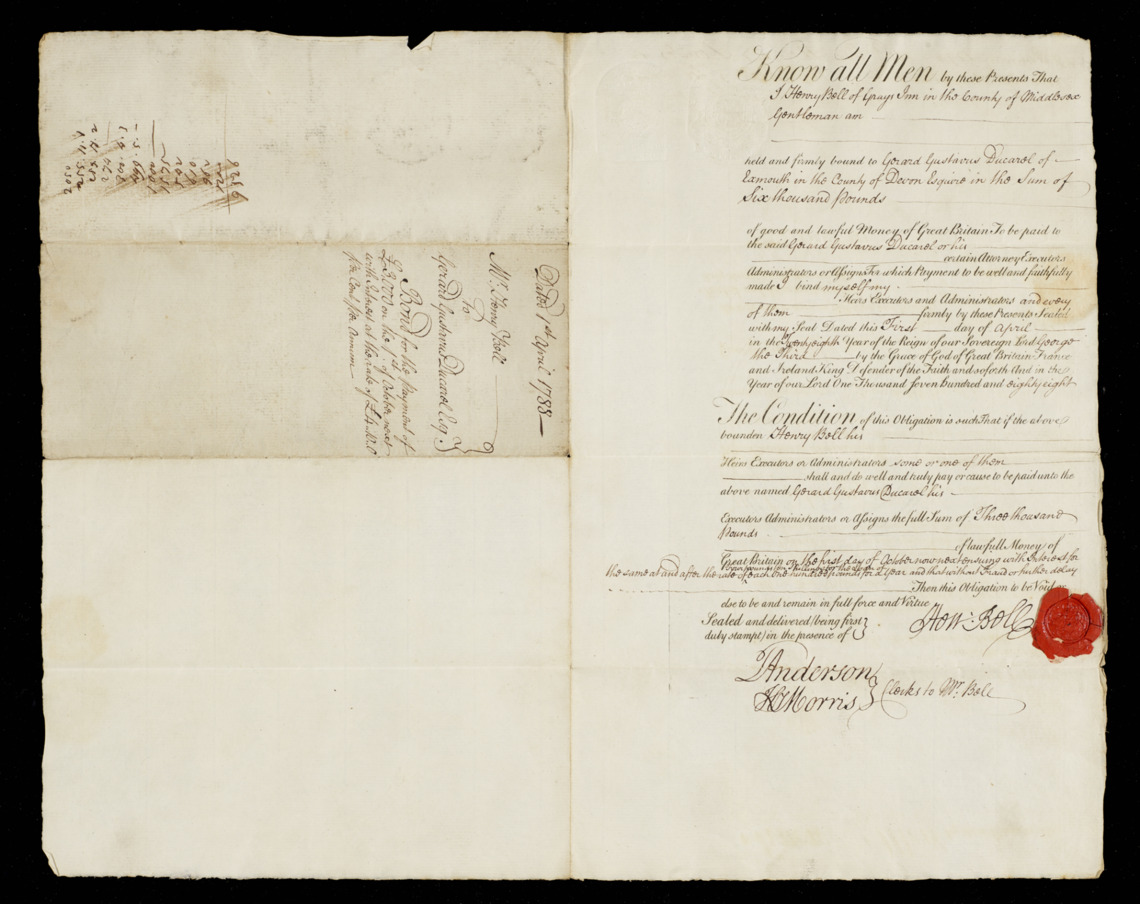 Know all Men by these Presents That
I Henry Bell of Grays Inn in the County of Middlesex
Gentleman am
held and firmly bound to Gerard Gustavus Ducarel of
Exmouth in the County of Devon Esquire in the Sum of
Six thousand Pounds
of good and lawful Money of Great Britain To be paid to
the said Gerard Gustavus Ducarel or his
certain Attorney Executors
Administrators or Assigns For which Payment to be well and faithfully
made I bind myself my
Heirs Executors and Administrators and every
of them firmly by these Presents Sealed
with my Seal Dated this First day of April
in the Twenty eighth Year of the Reign of our Sovereign Lord George
the Third by the Grace of God of Great Britain France
and Ireland King Defender of the Faith and so forth And in the
Year of our Lord One Thousand Seven Hundred and eighty eight
The Condition of this Obligation is such That if the above
bounden Henry Bell his
Heirs Executors or Administrators some or one of them
shall and do well and truly pay or cause to be paid unto the
above named Gerard Gustavus Ducarel his
Executors Administrators or Assigns the full Sum of Three thousand
Pounds
of lawfull Money of
Great Britain on the first day of October now next ensuing with Interest for
the same at and after the rate of each one hundred pounds for a Year and that without Fraud or further delay
Then this Obligation to be Void or
else to be and remain in full force and Virtue
Sealed and delivered (being first
duly stampt) in the presence of
Hen: Bell
Anderson
Morris
Clerks to Mr. Bell
Dated 1st April 1788
Mr. Henry Bell
To
Gerard Gustavus Ducarel Esq
Bond for the Payment of
£3000 on the 1st of October next
with Interest at the rate of £4.10.0
per Cent per Annum